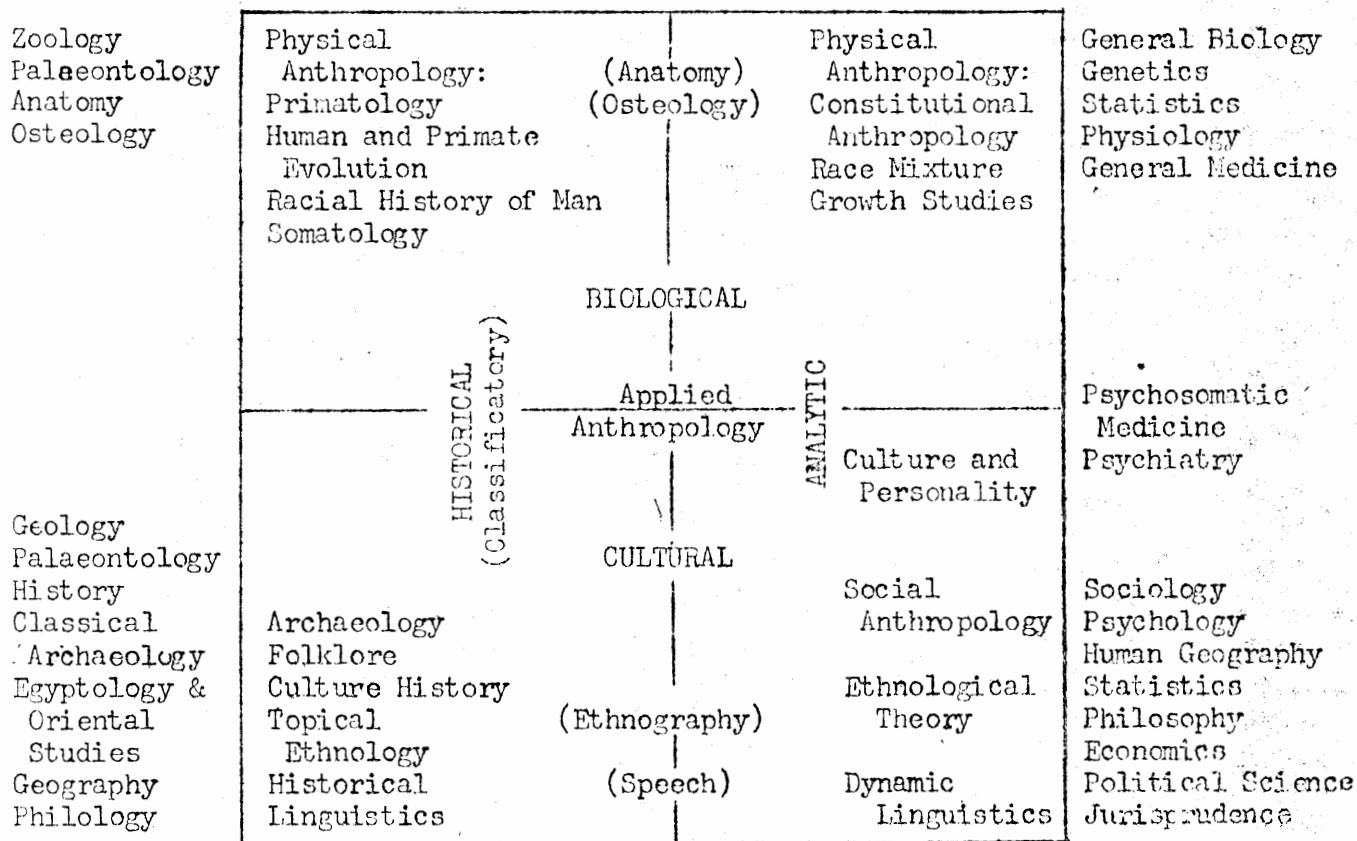 Zoology
Palaeontology
Anatomy
Osteology
Physical
Anthropology:
Primatology
Human and Primate
Evolution
Racial History of Man
Somatology
(Anatomy)
(Osteology)
Physical
Anthropology:
Constitutional
Anthropology
Race Mixture
Growth Studies
General Biology
Genetics
Statistics
Physiology
General Medicine
BIOLOGICAL
HISTORICAL
(Classificatory)
Applied
Anthropology
ANALYTIC
Culture and
Personality
Psychosomatic
Medicine
Psychiatry
CULTURAL
Geology
Palaeontology
History
Classical
Archaeology
Egyptology &
Oriental
Studies
Geography
Philology
Archaeology
Folklore
Culture History
Topical
Ethnology
Historical
Linguistics
(Ethnography)
(Speech)
Social
Anthropology
Ethnological
Theory
Dynamic
Linguistics
Sociology
Psychology
Human Geography
Statistics
Philosophy
Economics
Political Science
Jurisprudence